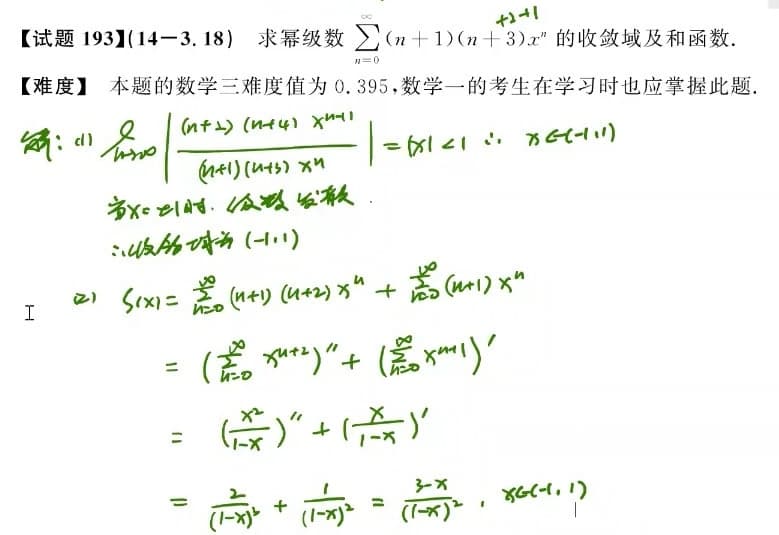 +2+1
【试题 193】(14—3.18) 求幂级数 $\sum_{n=0}^{\infty}(n+1)(n+3)x^n$ 的收敛域及和函数.
【难度】 本题的数学三难度值为 0.395,数学一的考生在学习时也应掌握此题.
解: (1) $\lim_{n\to\infty}\left|\frac{(n+2)(n+4)x^{n+1}}{(n+1)(n+3)x^n}\right|=|x|<1$ ∴ $x\in(-1,1)$
当x=±1时. 级数发散.
∴收敛域为 (-1,1)
(2) $S(x)=\sum_{n=0}^{\infty}(n+1)(n+2)x^n+\sum_{n=0}^{\infty}(n+1)x^n$
$=\left(\sum_{n=0}^{\infty}x^{n+2}\right)''+\left(\sum_{n=0}^{\infty}x^{n+1}\right)'$
$=\left(\frac{x^2}{1-x}\right)''+\left(\frac{x}{1-x}\right)'$
$=\frac{2}{(1-x)^3}+\frac{1}{(1-x)^2}=\frac{3-x}{(1-x)^2}$ , $x\in(-1,1)$